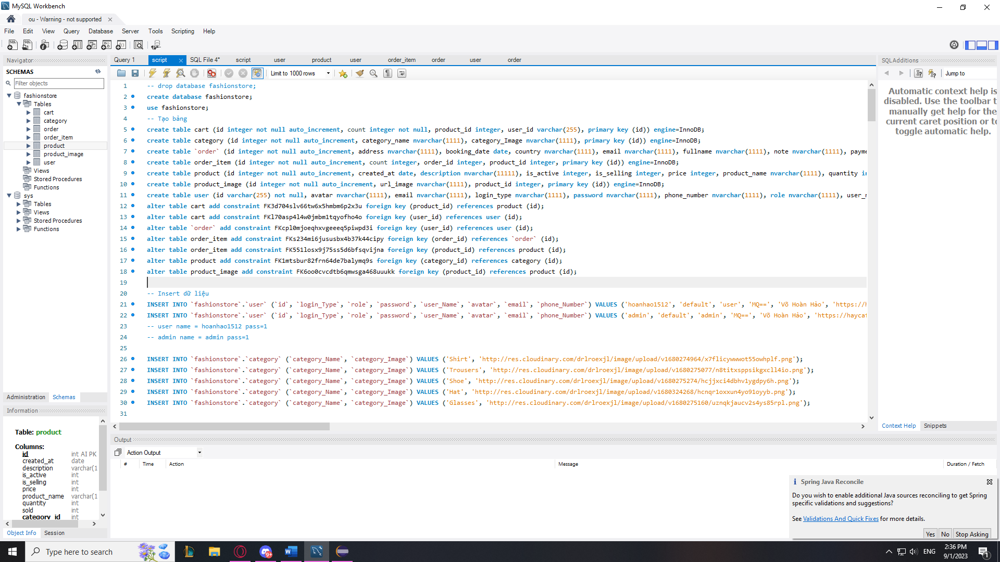 MySQL Workbench
ou - Warning - not supported
File Edit View Query Database Server Tools Scripting Help
Navigator
SCHEMAS
Filter objects
fashionstore
Tables
cart
category
order
order_item
product
product_image
user
Views
Stored Procedures
Functions
sys
Tables
Views
Stored Procedures
Functions
Administration Schemas
Information
Table: product
Columns:
id int AI PK
created_at date
description varchar(1
is_active int
is_selling int
price int
product_name varchar(1
quantity int
sold int
category_id int
Object Info Session
Query 1 script SQL File 4* script user product user order_item order user order
Limit to 1000 rows
1 -- drop database fashionstore;
2 create database fashionstore;
3 use fashionstore;
4 -- Tạo bảng
5 create table cart (id integer not null auto_increment, count integer not null, product_id integer, user_id varchar(255), primary key (id)) engine=InnoDB;
6 create table category (id integer not null auto_increment, category_name nvarchar(1111), category_Image nvarchar(1111), primary key (id)) engine=InnoDB;
7 create table `order` (id integer not null auto_increment, address nvarchar(1111), booking_date date, country nvarchar(1111), email nvarchar(1111), fullname nvarchar(1111), note nvarchar(1111), payme
8 create table order_item (id integer not null auto_increment, count integer, order_id integer, product_id integer, primary key (id)) engine=InnoDB;
9 create table product (id integer not null auto_increment, created_at date, description nvarchar(11111), is_active integer, is_selling integer, price integer, product_name nvarchar(1111), quantity in
10 create table product_image (id integer not null auto_increment, url_image nvarchar(1111), product_id integer, primary key (id)) engine=InnoDB;
11 create table user (id varchar(255) not null, avatar nvarchar(1111), email nvarchar(1111), login_type nvarchar(1111), password nvarchar(1111), phone_number nvarchar(1111), role nvarchar(1111), user_n
12 alter table cart add constraint FK3d704slv66tw6x5hmbm6p2x3u foreign key (product_id) references product (id);
13 alter table cart add constraint FKl70asp4l4w0jmbm1tqyofho4o foreign key (user_id) references user (id);
14 alter table `order` add constraint FKcpl0mjoeqhxvgeeeq5piwpd3i foreign key (user_id) references user (id);
15 alter table order_item add constraint FKs234mi6jususbx4b37k44cipy foreign key (order_id) references `order` (id);
16 alter table order_item add constraint FK551losx9j75ss5d6bfsqvijna foreign key (product_id) references product (id);
17 alter table product add constraint FK1mtsbur82frn64de7balymq9s foreign key (category_id) references category (id);
18 alter table product_image add constraint FK6oo0cvcdtb6qmwsga468uuukk foreign key (product_id) references product (id);
19
20 -- Insert dữ liệu
21 INSERT INTO `fashionstore`.`user` (`id`, `login_Type`, `role`, `password`, `user_Name`, `avatar`, `email`, `phone_Number`) VALUES ('hoanhao1512', 'default', 'user', 'MQ==', 'Võ Hoàn Hảo', 'https://h
22 INSERT INTO `fashionstore`.`user` (`id`, `login_Type`, `role`, `password`, `user_Name`, `avatar`, `email`, `phone_Number`) VALUES ('admin', 'default', 'admin', 'MQ==', 'Võ Hoàn Hảo', 'https://haycaf
23 -- user name = hoanhao1512 pass=1
24 -- admin name = admin pass=1
25
26 INSERT INTO `fashionstore`.`category` (`category_Name`, `category_Image`) VALUES ('Shirt', 'http://res.cloudinary.com/drlroexjl/image/upload/v1680274964/x7flicywwwot55owhplf.png');
27 INSERT INTO `fashionstore`.`category` (`category_Name`, `category_Image`) VALUES ('Trousers', 'http://res.cloudinary.com/drlroexjl/image/upload/v1680275077/n8titxsppsikgxcll4io.png');
28 INSERT INTO `fashionstore`.`category` (`category_Name`, `category_Image`) VALUES ('Shoe', 'http://res.cloudinary.com/drlroexjl/image/upload/v1680275274/hcjjxci4dbhv1ygdpy6h.png');
29 INSERT INTO `fashionstore`.`category` (`category_Name`, `category_Image`) VALUES ('Hat', 'http://res.cloudinary.com/drlroexjl/image/upload/v1680324268/hcnqr1oxxun4yo91oyyb.png');
30 INSERT INTO `fashionstore`.`category` (`category_Name`, `category_Image`) VALUES ('Glasses', 'http://res.cloudinary.com/drlroexjl/image/upload/v1680275160/uznqkjaucv2s4ys85rpl.png');
31
Output
Action Output
# Time Action Message Duration / Fetch
SQLAdditions
Jump to
Automatic context help is
disabled. Use the toolbar t
manually get help for the
current caret position or to
toggle automatic help.
Context Help Snippets
Spring Java Reconcile
Do you wish to enable additional Java sources reconciling to get Spring
specific validations and suggestions?
See Validations And Quick Fixes for more details.
Yes No Stop Asking
Type here to search
9+
ENG
2:36 PM
9/1/2023
1